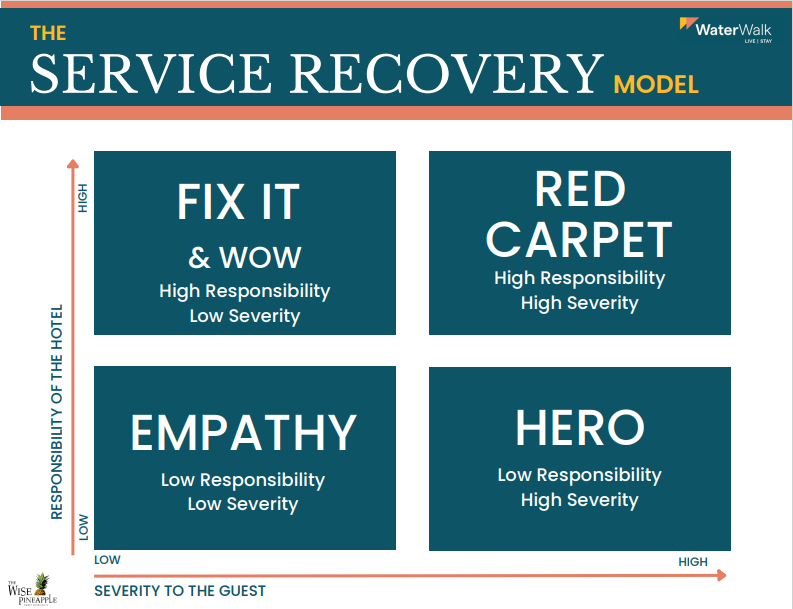 THE
SERVICE RECOVERY MODEL
WaterWalk
LIVE | STAY
HIGH
RESPONSIBILITY OF THE HOTEL
LOW
FIX IT
& WOW
High Responsibility
Low Severity
RED
CARPET
High Responsibility
High Severity
EMPATHY
Low Responsibility
Low Severity
HERO
Low Responsibility
High Severity
LOW
HIGH
SEVERITY TO THE GUEST
THE
WISE
PINEAPPLE